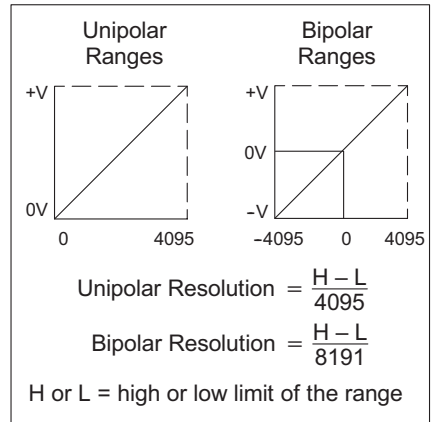 Unipolar Ranges
Bipolar Ranges
+V
0V
0 4095
+V
0V
–V
–4095 0 4095
Unipolar Resolution = H – L / 4095
Bipolar Resolution = H – L / 8191
H or L = high or low limit of the range